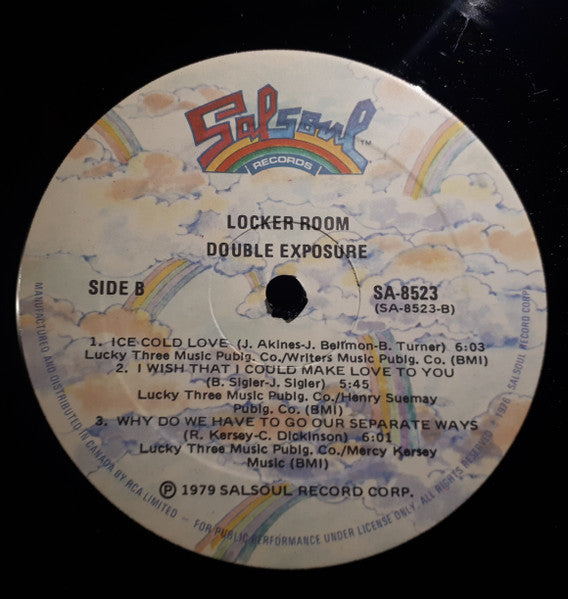 Salsoul
TM
RECORDS
LOCKER ROOM
DOUBLE EXPOSURE
SIDE B
SA-8523
(SA-8523-B)
1. ICE COLD LOVE (J. Akines-J. Bellmon-B. Turner) 6:03
Lucky Three Music Publg. Co./Writers Music Publg. Co. (BMI)
2. I WISH THAT I COULD MAKE LOVE TO YOU
(B. Sigler-J. Sigler) 5:45
Lucky Three Music Publg. Co./Henry Suemay
Publg. Co. (BMI)
3. WHY DO WE HAVE TO GO OUR SEPARATE WAYS
(R. Kersey-C. Dickinson) 6:01
Lucky Three Music Publg. Co./Mercy Kersey
Music (BMI)
Ⓟ 1979 SALSOUL RECORD CORP.
MANUFACTURED AND DISTRIBUTED IN CANADA BY RCA LIMITED – FOR PUBLIC PERFORMANCE UNDER LICENSE ONLY. ALL RIGHTS RESERVED • 1978 - SALSOUL RECORD CORP.